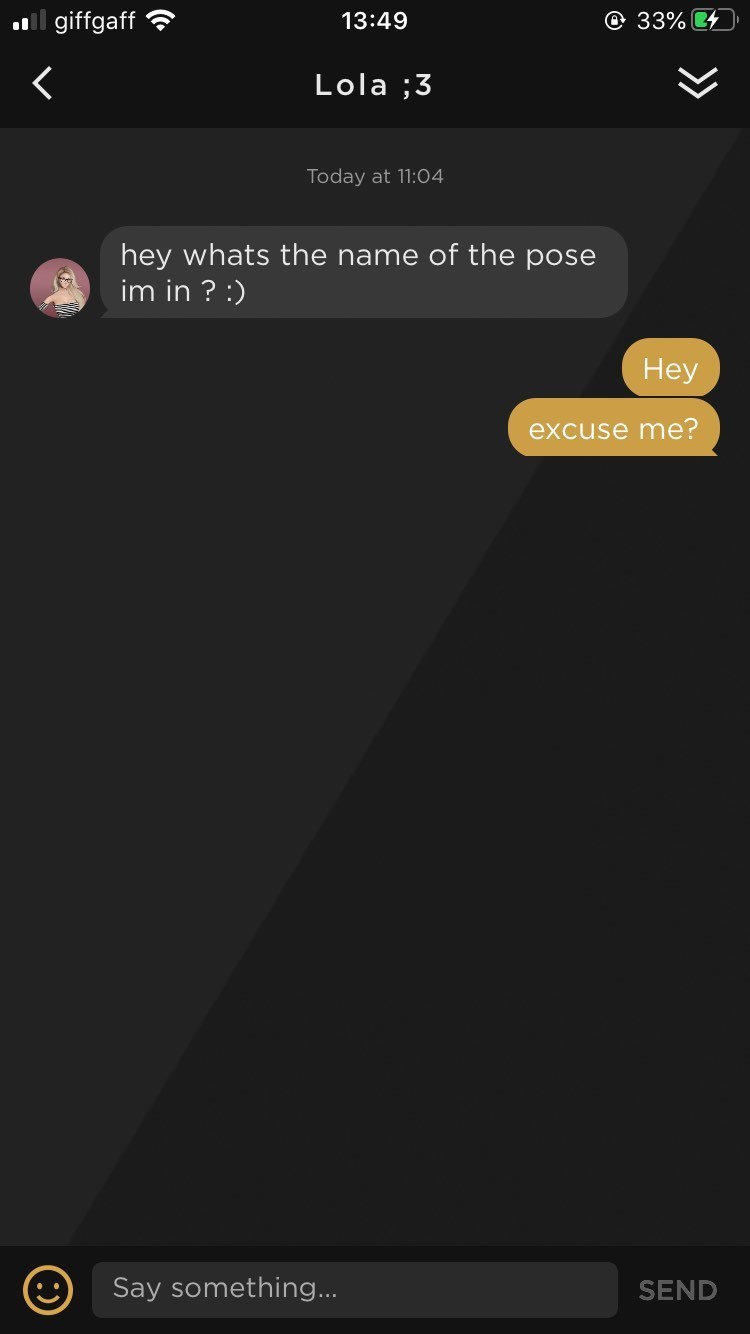 giffgaff 13:49 33%
Lola ;3
Today at 11:04
hey whats the name of the pose
im in ? :)
Hey
excuse me?
Say something... SEND